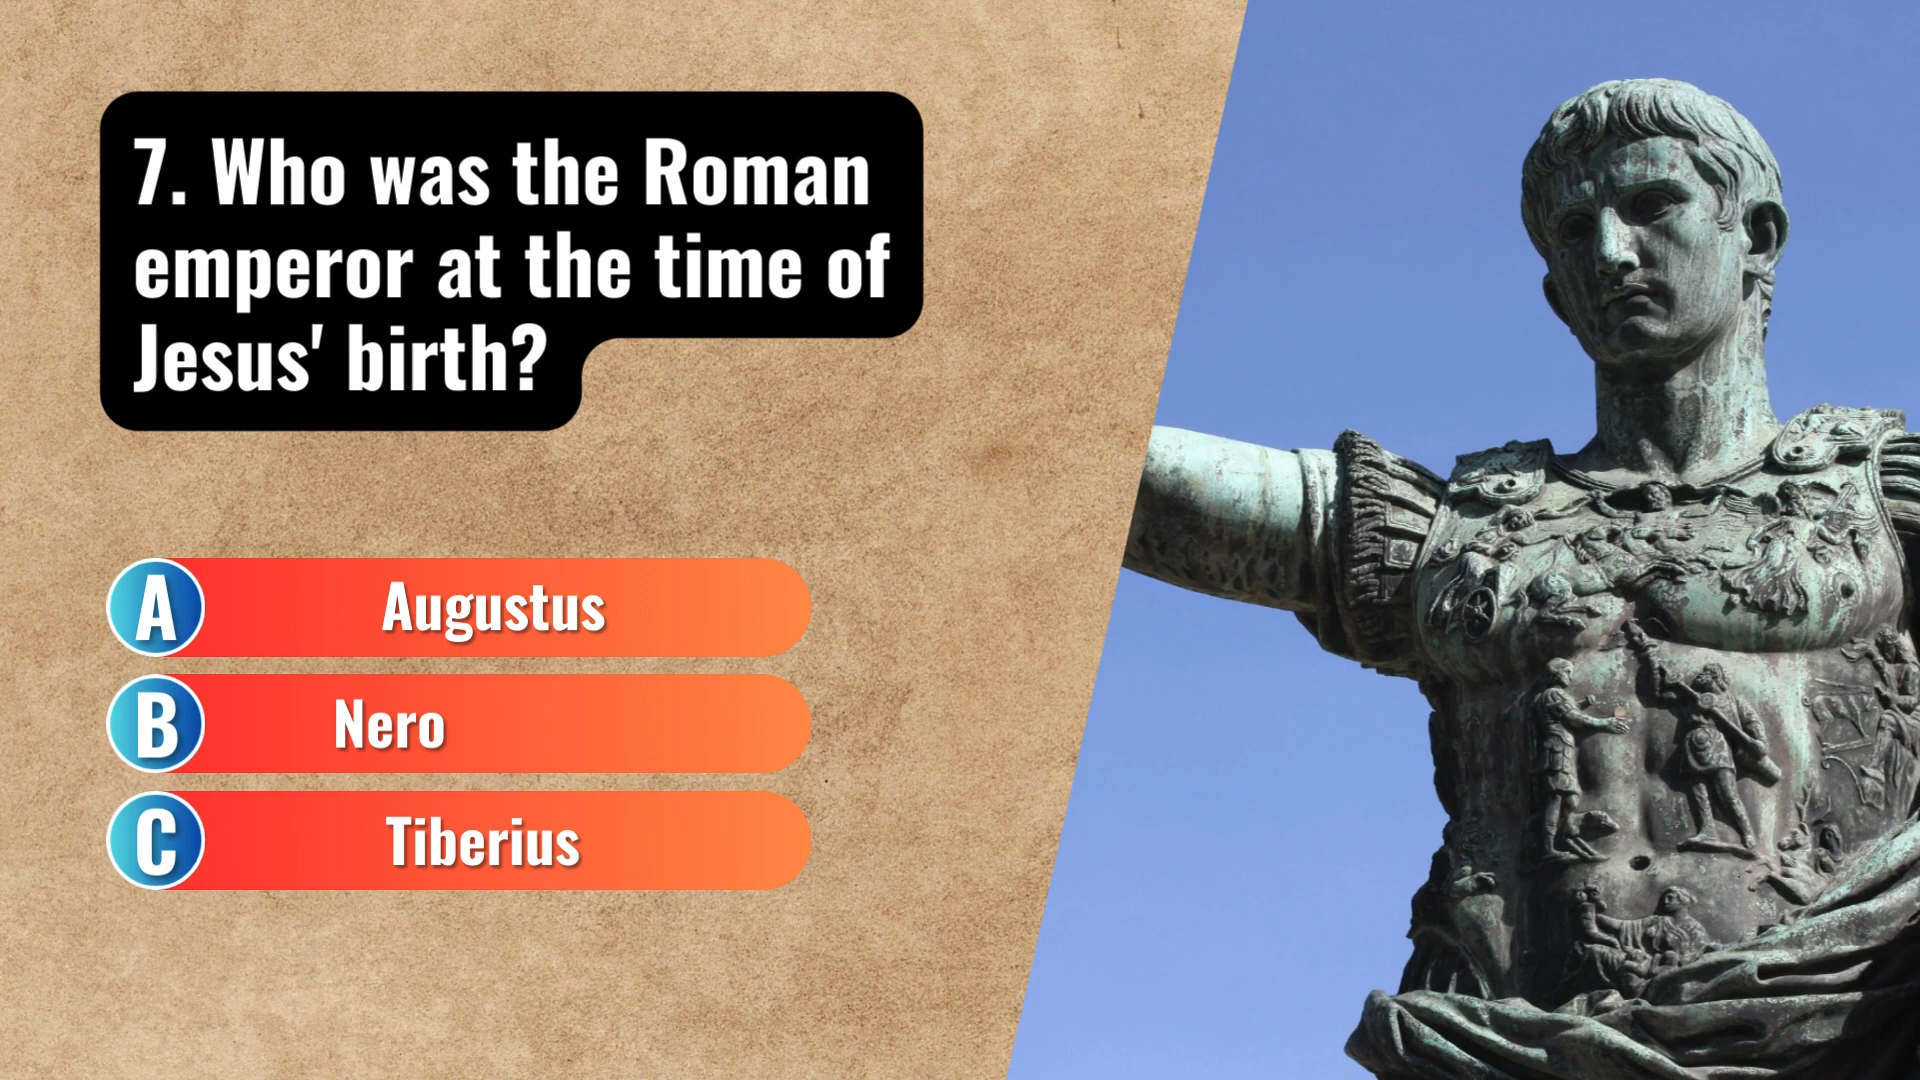 7. Who was the Roman
emperor at the time of
Jesus' birth?
A Augustus
B Nero
C Tiberius